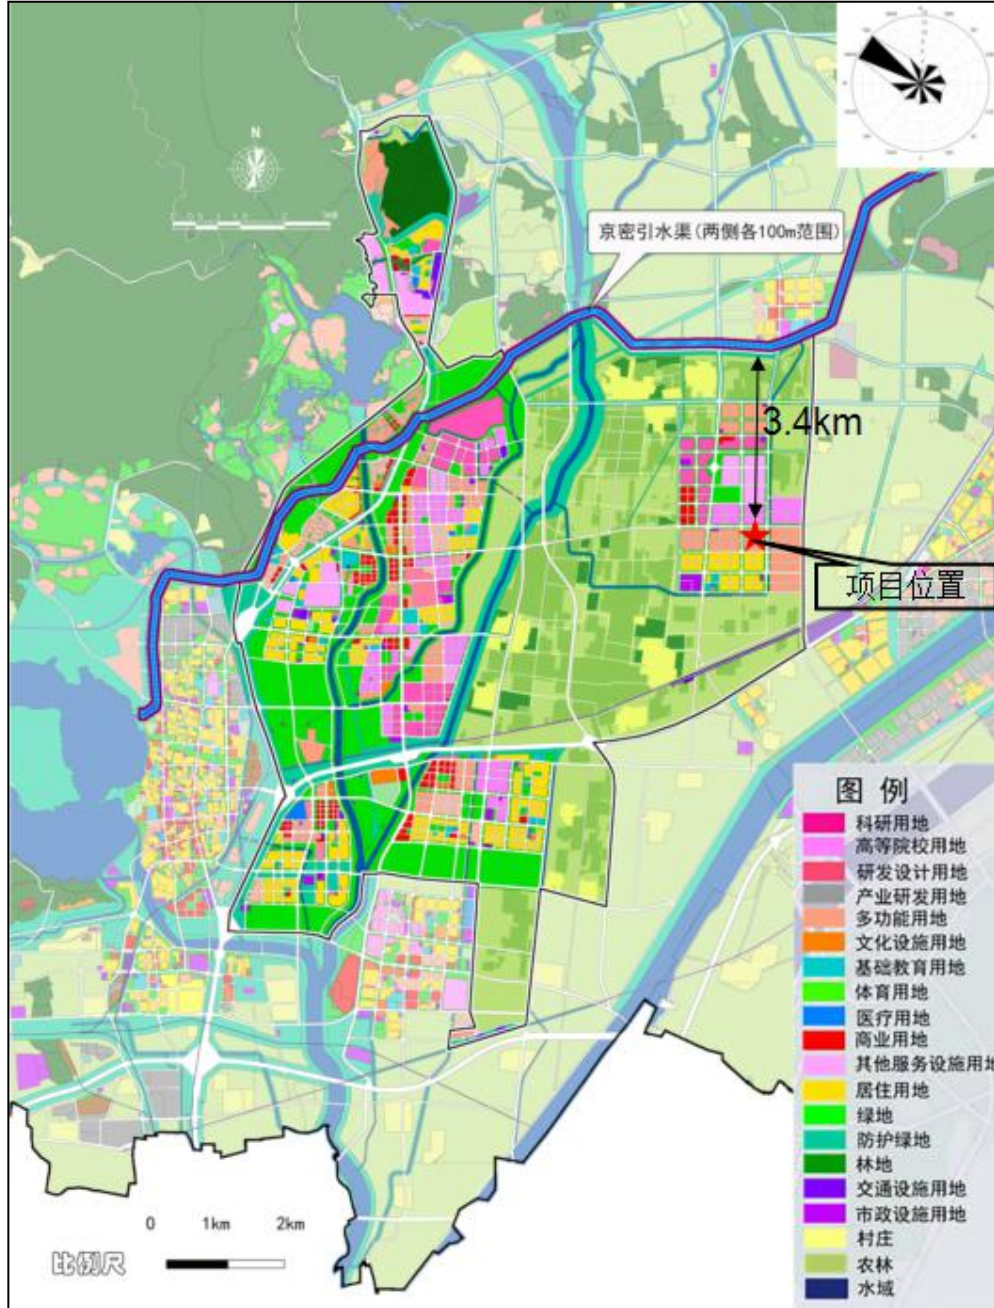 N
京密引水渠(两侧各100m范围)
3.4km
项目位置
图 例
科研用地
高等院校用地
研发设计用地
产业研发用地
多功能用地
文化设施用地
基础教育用地
体育用地
医疗用地
商业用地
其他服务设施用地
居住用地
绿地
防护绿地
林地
交通设施用地
市政设施用地
村庄
农林
水域
0 1km 2km
比例尺